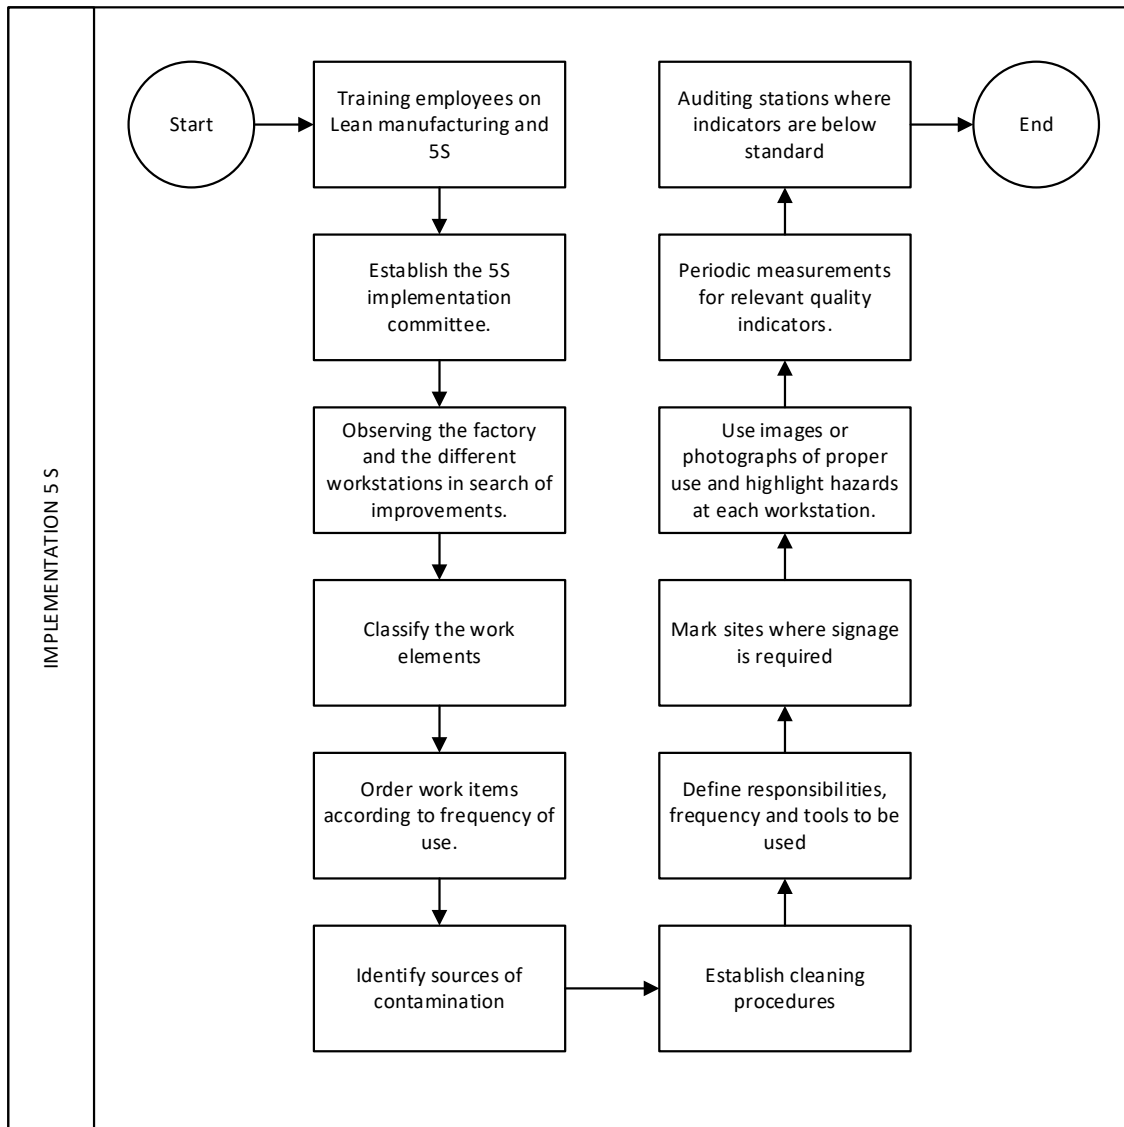 IMPLEMENTATION 5 S
Start
Training employees on
Lean manufacturing and
5S
Establish the 5S
implementation
committee.
Observing the factory
and the different
workstations in search of
improvements.
Classify the work
elements
Order work items
according to frequency of
use.
Identify sources of
contamination
Establish cleaning
procedures
Define responsibilities,
frequency and tools to be
used
Mark sites where signage
is required
Use images or
photographs of proper
use and highlight hazards
at each workstation.
Periodic measurements
for relevant quality
indicators.
Auditing stations where
indicators are below
standard
End